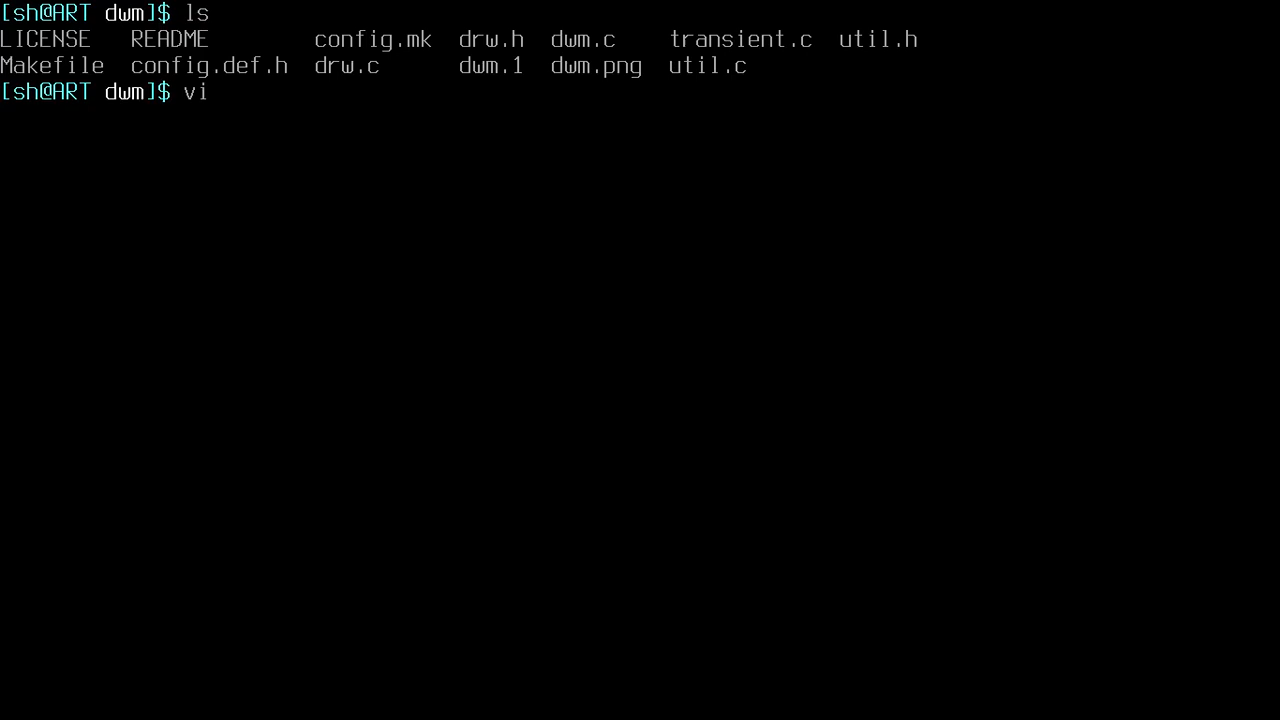 [sh@ART dwm]$ ls
LICENSE   README        config.mk  drw.h  dwm.c    transient.c  util.h
Makefile  config.def.h  drw.c      dwm.1  dwm.png  util.c
[sh@ART dwm]$ vi